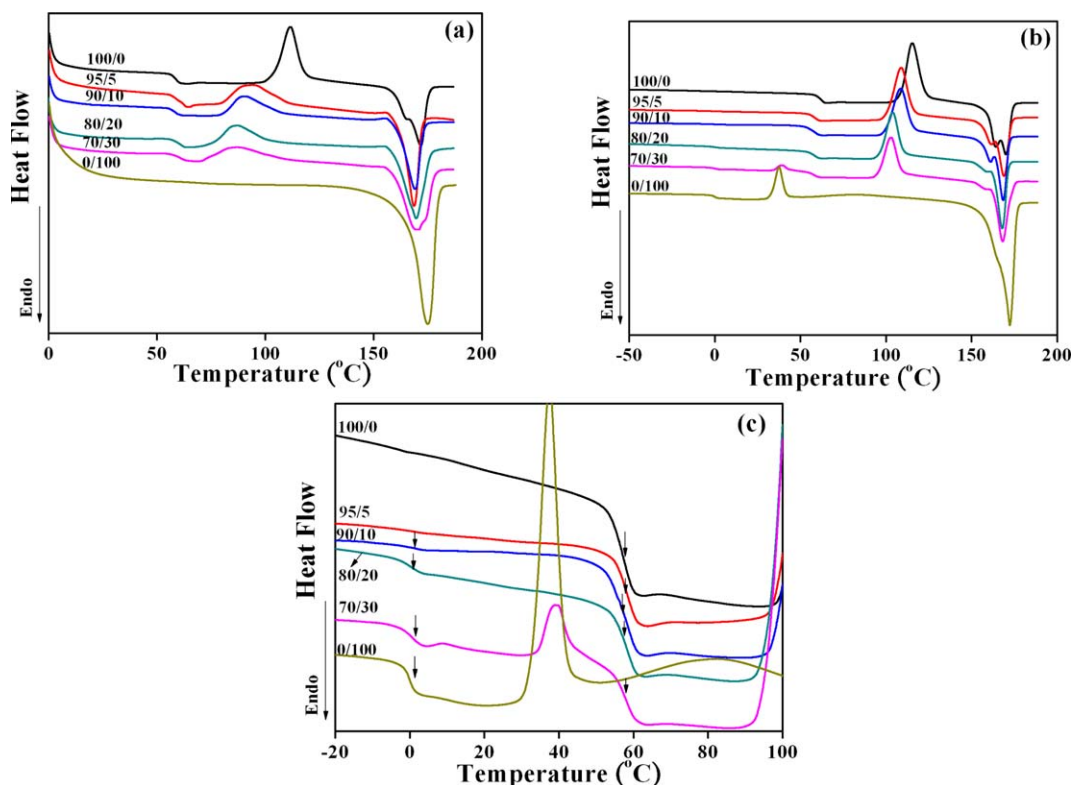 (a)
100/0
95/5
90/10
80/20
70/30
0/100
Heat Flow
Endo
0 50 100 150 200
Temperature (°C)
(b)
100/0
95/5
90/10
80/20
70/30
0/100
Heat Flow
Endo
-50 0 50 100 150 200
Temperature (°C)
(c)
100/0
95/5
90/10
80/20
70/30
0/100
Heat Flow
Endo
-20 0 20 40 60 80 100
Temperature (°C)